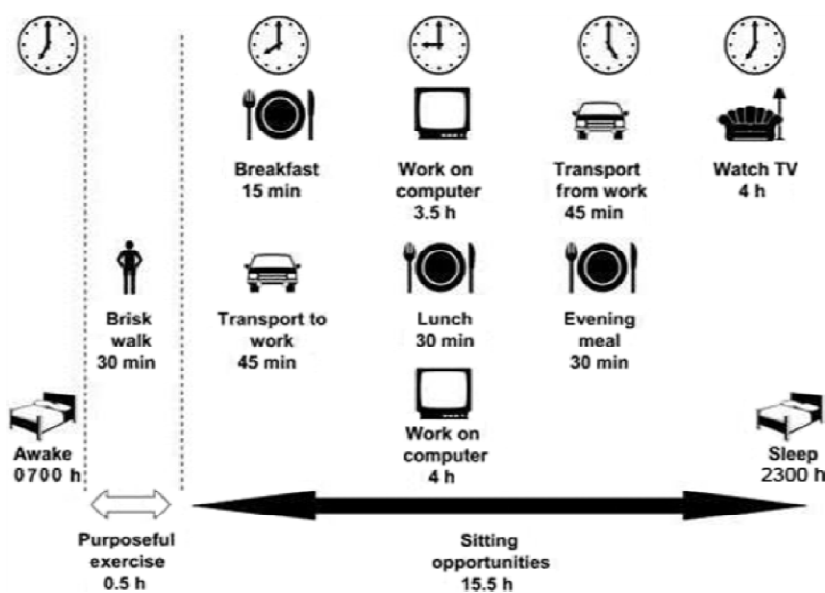 Breakfast
15 min
Work on
computer
3.5 h
Transport
from work
45 min
Watch TV
4 h
Brisk
walk
30 min
Transport to
work
45 min
Lunch
30 min
Evening
meal
30 min
Awake
0700 h
Work on
computer
4 h
Sleep
2300 h
Purposeful
exercise
0.5 h
Sitting
opportunities
15.5 h